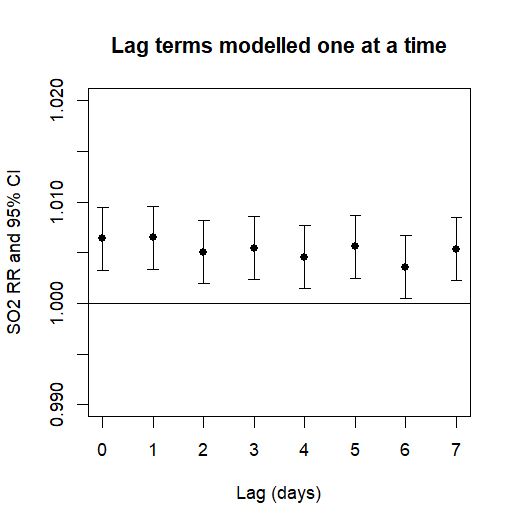 Lag terms modelled one at a time
SO2 RR and 95% CI
1.020
1.010
1.000
0.990
0 1 2 3 4 5 6 7
Lag (days)